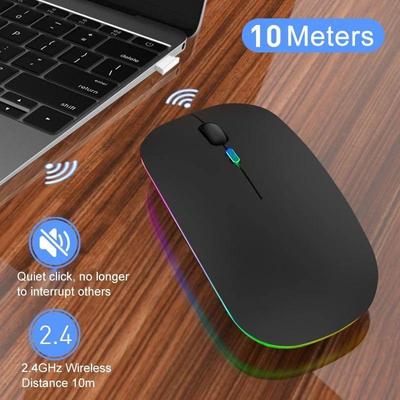 10 Meters
Quiet click, no longer
to interrupt others
2.4
2.4GHz Wireless
Distance 10m